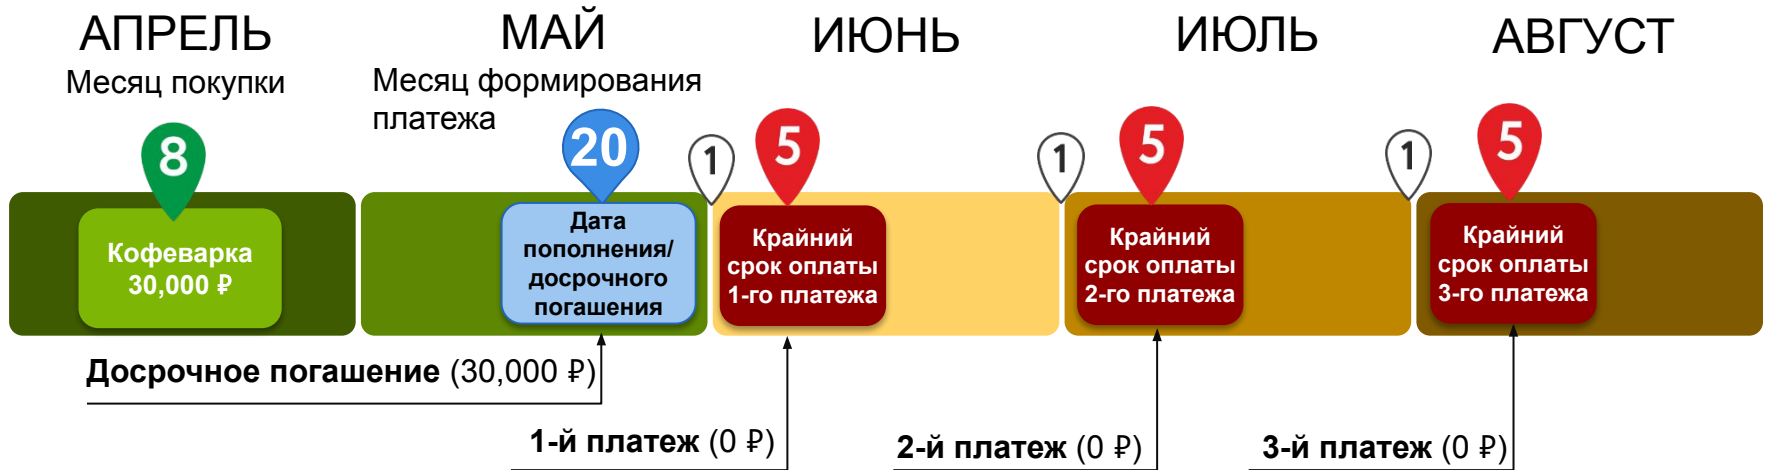 АПРЕЛЬ
Месяц покупки
МАЙ
Месяц формирования
платежа
ИЮНЬ
ИЮЛЬ
АВГУСТ
8
20
1
5
1
5
1
5
Кофеварка
30,000 ₽
Дата
пополнения/
досрочного
погашения
Крайний
срок оплаты
1-го платежа
Крайний
срок оплаты
2-го платежа
Крайний
срок оплаты
3-го платежа
Досрочное погашение (30,000 ₽)
1-й платеж (0 ₽)
2-й платеж (0 ₽)
3-й платеж (0 ₽)